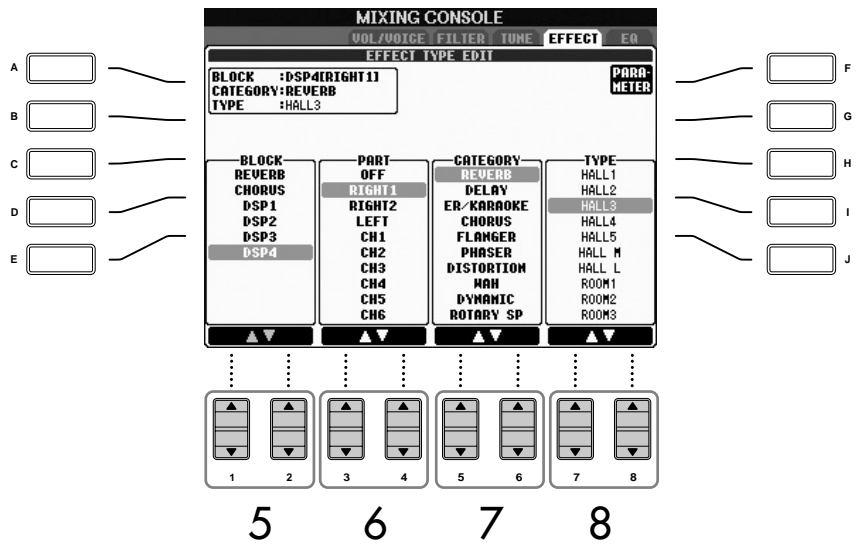 MIXING CONSOLE
VOL/VOICE FILTER TUNE EFFECT EQ
EFFECT TYPE EDIT
BLOCK :DSP4[RIGHT1]
CATEGORY:REVERB
TYPE :HALL3
PARA-
METER
A
B
C
D
E
F
G
H
I
J
BLOCK
REVERB
CHORUS
DSP1
DSP2
DSP3
DSP4
PART
OFF
RIGHT1
RIGHT2
LEFT
CH1
CH2
CH3
CH4
CH5
CH6
CATEGORY
REVERB
DELAY
ER/KARAOKE
CHORUS
FLANGER
PHASER
DISTORTION
WAH
DYNAMIC
ROTARY SP
TYPE
HALL1
HALL2
HALL3
HALL4
HALL5
HALL M
HALL L
ROOM1
ROOM2
ROOM3
1 2 3 4 5 6 7 8
5 6 7 8